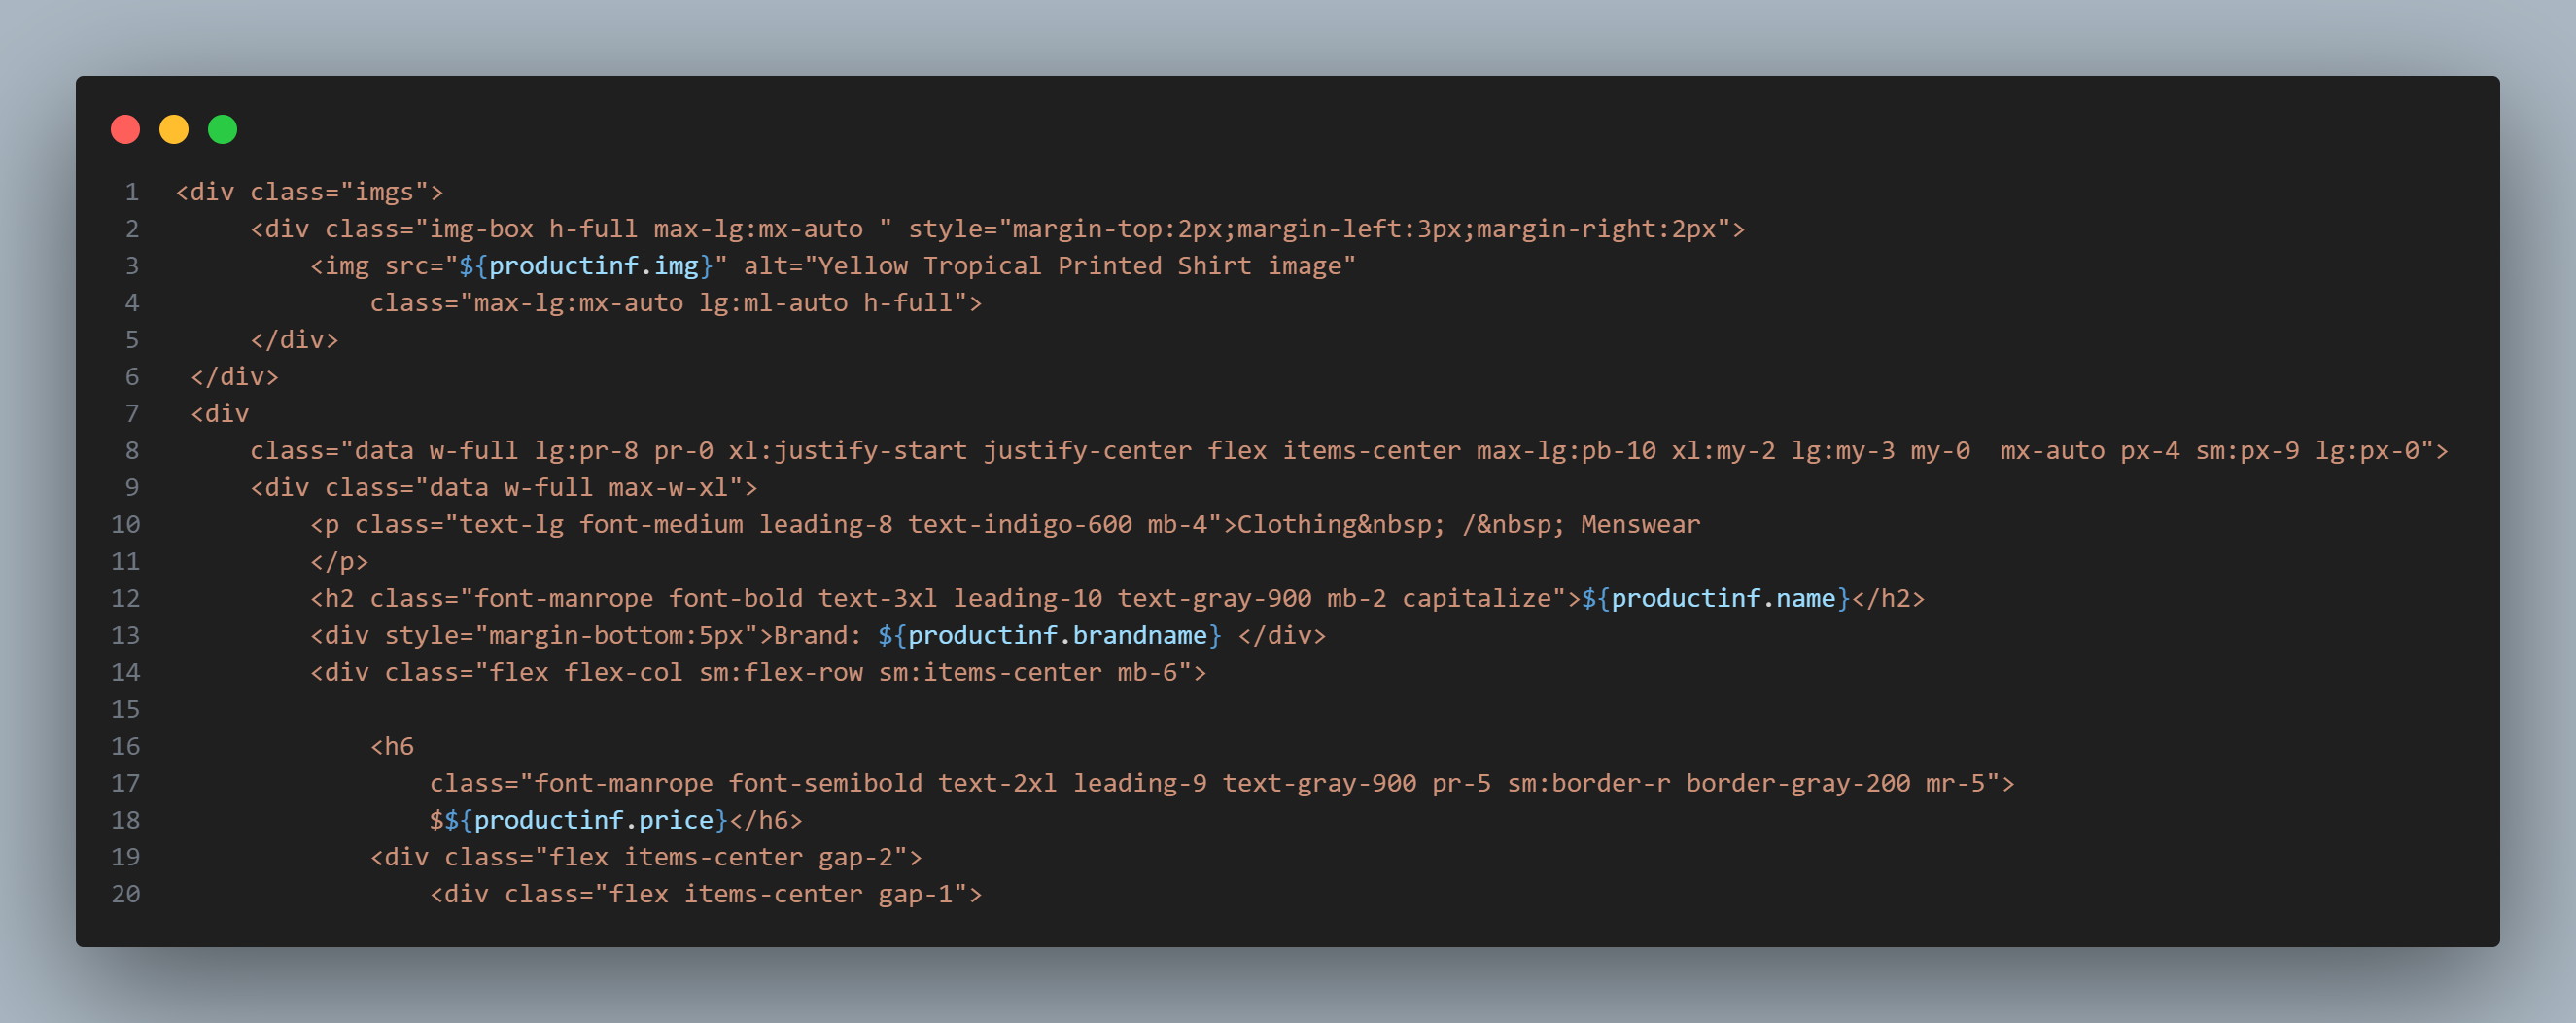 1 <div class="imgs">
2 <div class="img-box h-full max-lg:mx-auto " style="margin-top:2px;margin-left:3px;margin-right:2px">
3 <img src="${productinf.img}" alt="Yellow Tropical Printed Shirt image"
4 class="max-lg:mx-auto lg:ml-auto h-full">
5 </div>
6 </div>
7 <div
8 class="data w-full lg:pr-8 pr-0 xl:justify-start justify-center flex items-center max-lg:pb-10 xl:my-2 lg:my-3 my-0  mx-auto px-4 sm:px-9 lg:px-0">
9 <div class="data w-full max-w-xl">
10 <p class="text-lg font-medium leading-8 text-indigo-600 mb-4">Clothing&nbsp; /&nbsp; Menswear
11 </p>
12 <h2 class="font-manrope font-bold text-3xl leading-10 text-gray-900 mb-2 capitalize">${productinf.name}</h2>
13 <div style="margin-bottom:5px">Brand: ${productinf.brandname} </div>
14 <div class="flex flex-col sm:flex-row sm:items-center mb-6">
15
16 <h6
17 class="font-manrope font-semibold text-2xl leading-9 text-gray-900 pr-5 sm:border-r border-gray-200 mr-5">
18 $${productinf.price}</h6>
19 <div class="flex items-center gap-2">
20 <div class="flex items-center gap-1">